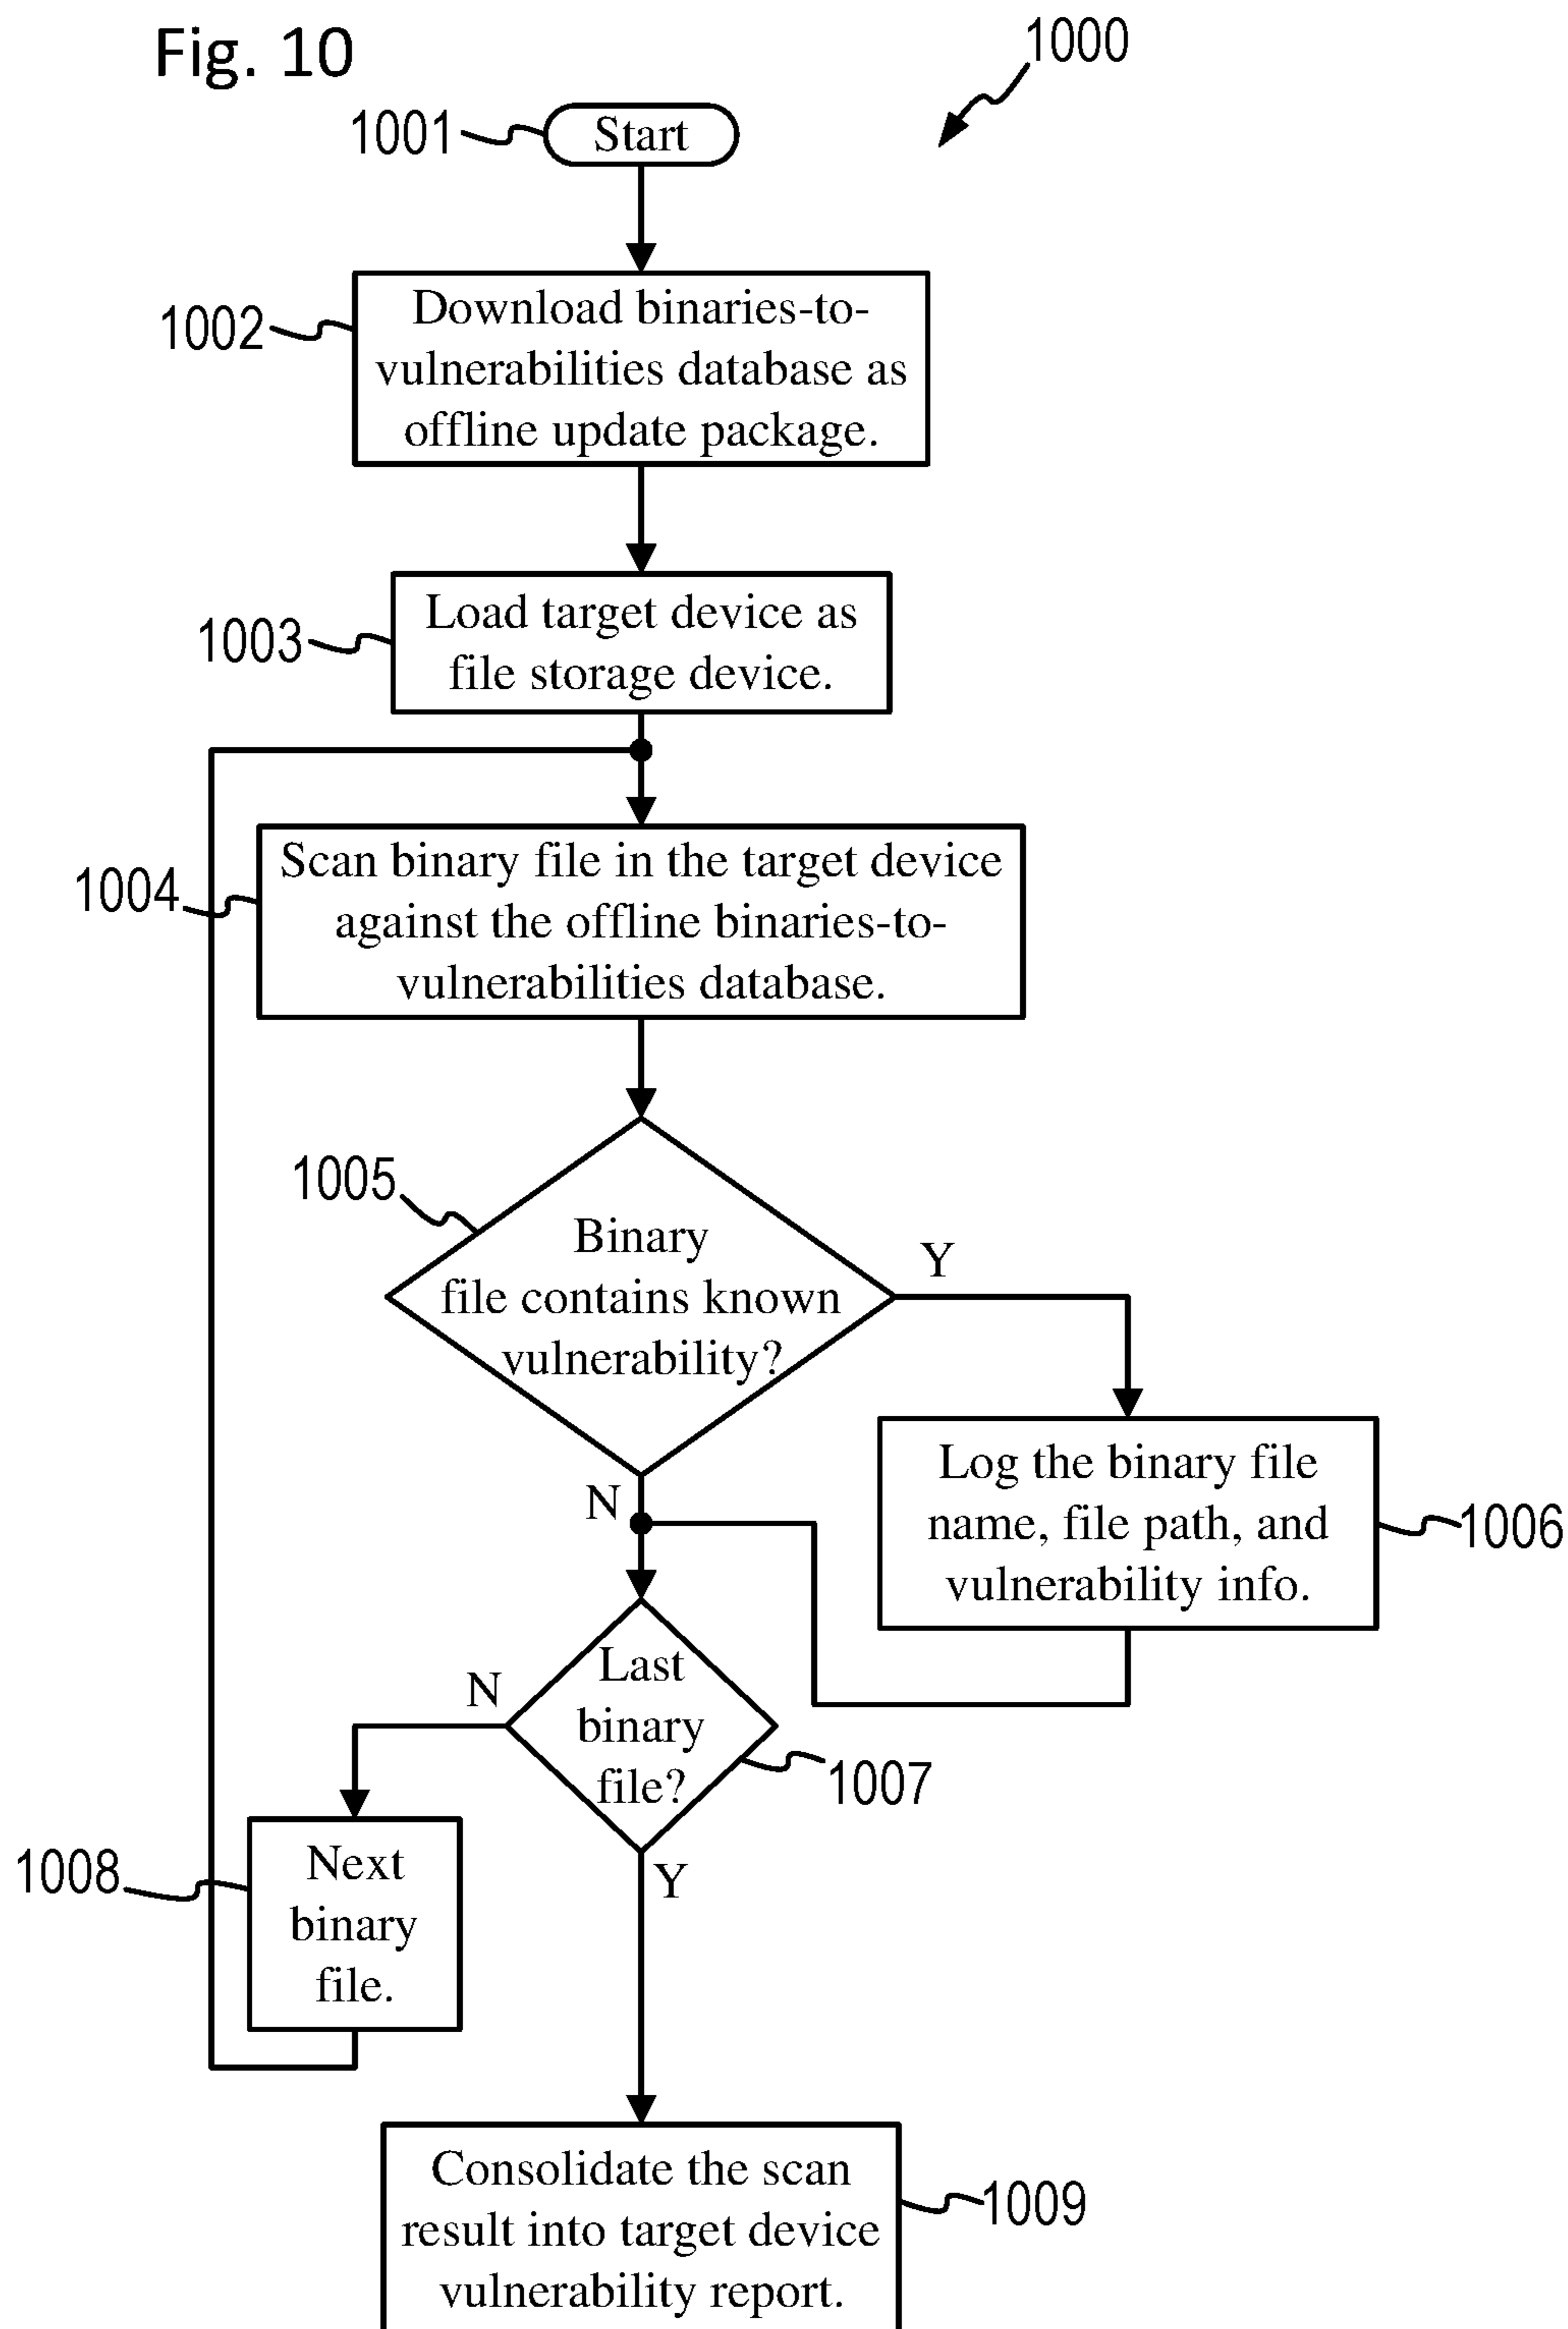 Fig. 10
1000
1001
Start
1002
Download binaries-to-
vulnerabilities database as
offline update package.
1003
Load target device as
file storage device.
1004
Scan binary file in the target device
against the offline binaries-to-
vulnerabilities database.
1005
Binary
file contains known
vulnerability?
Y
N
Log the binary file
name, file path, and
vulnerability info.
1006
Last
binary
file?
N
1007
Y
1008
Next
binary
file.
Consolidate the scan
result into target device
vulnerability report.
1009